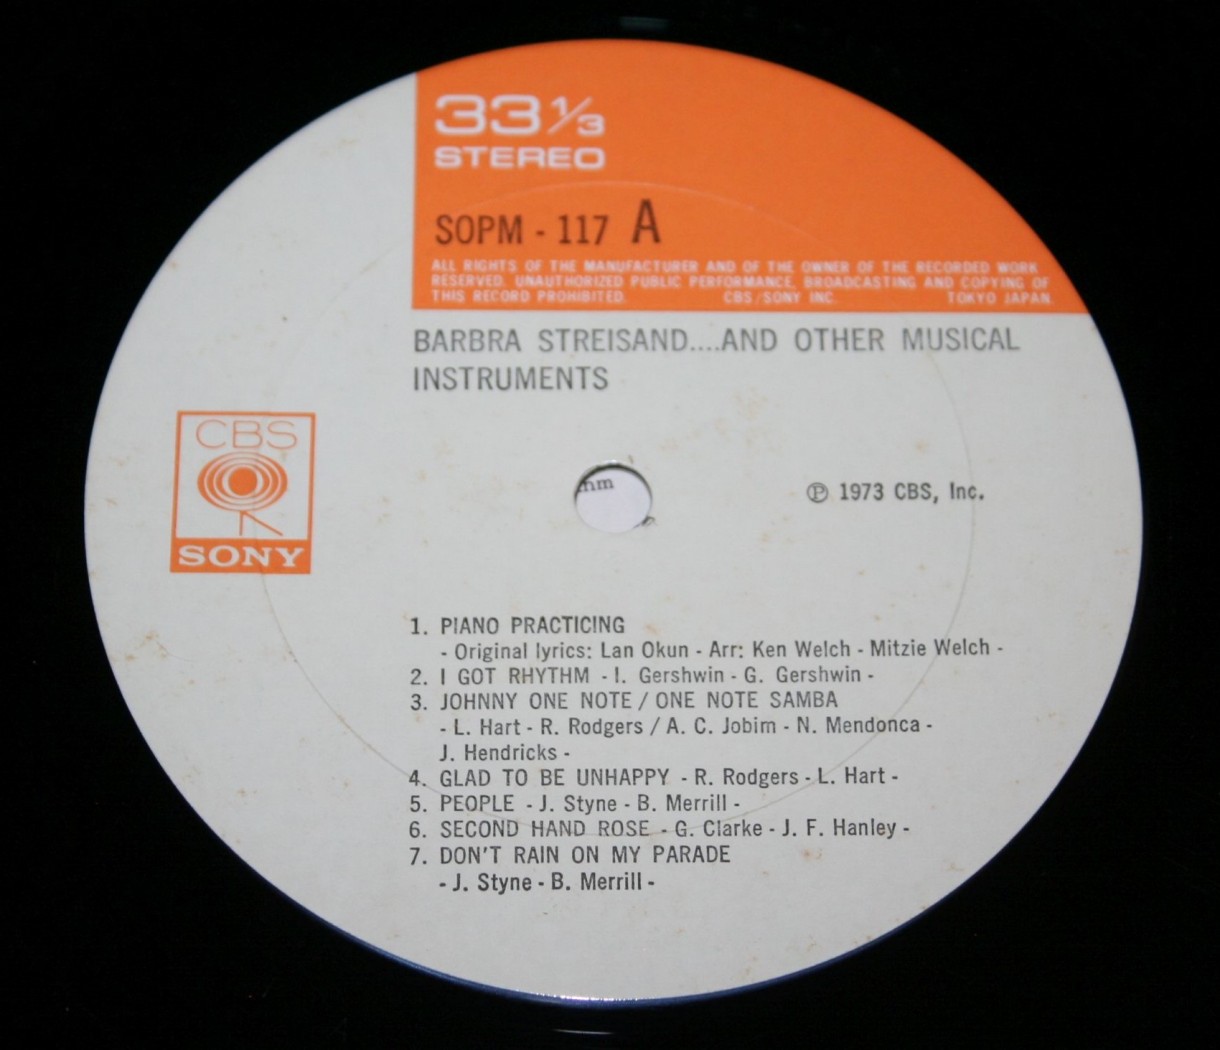 33 1/3
STEREO
SOPM - 117 A
ALL RIGHTS OF THE MANUFACTURER AND OF THE OWNER OF THE RECORDED WORK
RESERVED. UNAUTHORIZED PUBLIC PERFORMANCE, BROADCASTING AND COPYING OF
THIS RECORD PROHIBITED. CBS/SONY INC. TOKYO JAPAN.
BARBRA STREISAND....AND OTHER MUSICAL
INSTRUMENTS
CBS
SONY
hm
℗ 1973 CBS, Inc.
1. PIANO PRACTICING
- Original lyrics: Lan Okun - Arr: Ken Welch - Mitzie Welch -
2. I GOT RHYTHM - I. Gershwin - G. Gershwin -
3. JOHNNY ONE NOTE / ONE NOTE SAMBA
- L. Hart - R. Rodgers / A. C. Jobim - N. Mendonca -
J. Hendricks -
4. GLAD TO BE UNHAPPY - R. Rodgers - L. Hart -
5. PEOPLE - J. Styne - B. Merrill -
6. SECOND HAND ROSE - G. Clarke - J. F. Hanley -
7. DON'T RAIN ON MY PARADE
- J. Styne - B. Merrill -